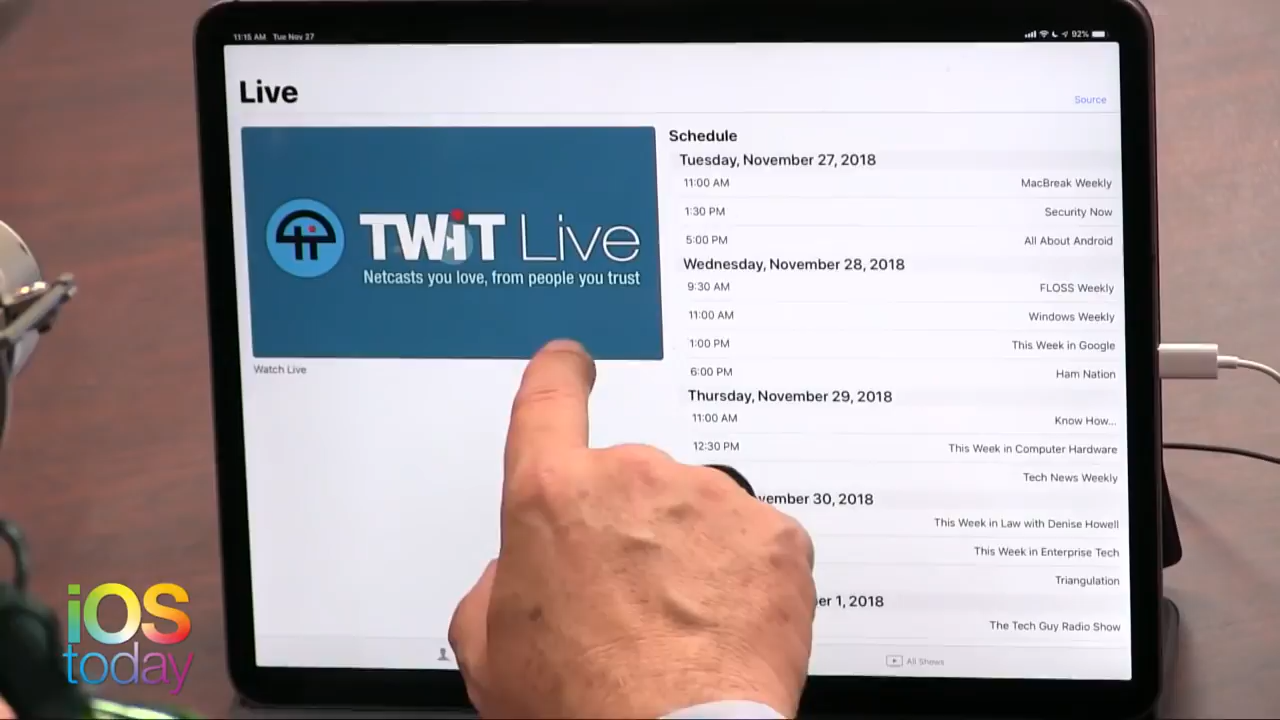 11:15 AM Tue Nov 27
92%
Live
Source
TWiT Live
Netcasts you love, from people you trust
Watch Live
Schedule
Tuesday, November 27, 2018
11:00 AM MacBreak Weekly
1:30 PM Security Now
5:00 PM All About Android
Wednesday, November 28, 2018
9:30 AM FLOSS Weekly
11:00 AM Windows Weekly
1:00 PM This Week in Google
6:00 PM Ham Nation
Thursday, November 29, 2018
11:00 AM Know How...
12:30 PM This Week in Computer Hardware
Tech News Weekly
vember 30, 2018
This Week in Law with Denise Howell
This Week in Enterprise Tech
Triangulation
er 1, 2018
The Tech Guy Radio Show
All Shows
iOS
today